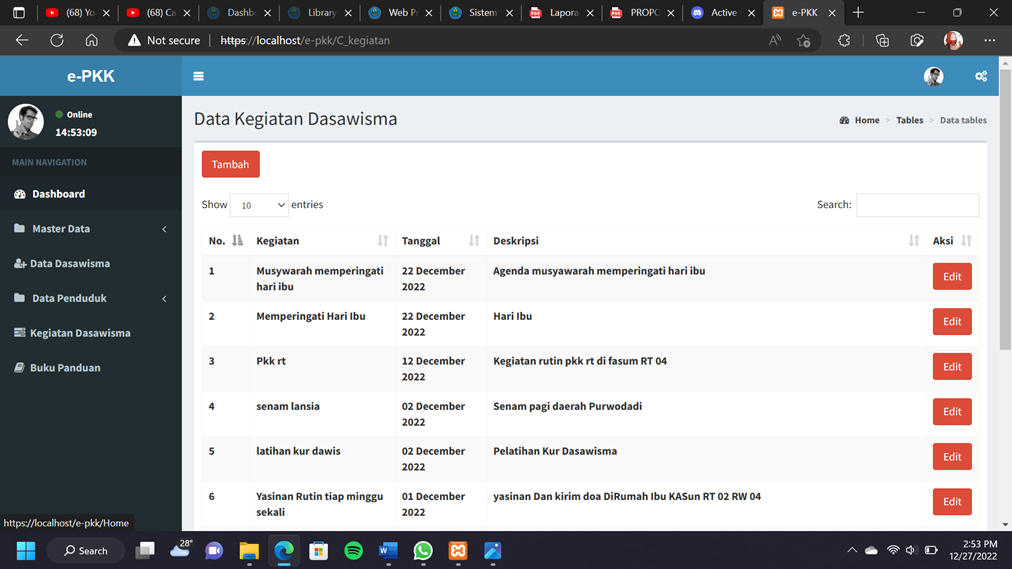 (68) Yo
(68) Ca
Dashb
Library
Web P
Sistem
Lapora
PROPO
Active
e-PKK
Not secure
https://localhost/e-pkk/C_kegiatan
e-PKK
Online
14:53:09
MAIN NAVIGATION
Dashboard
Master Data
Data Dasawisma
Data Penduduk
Kegiatan Dasawisma
Buku Panduan
Data Kegiatan Dasawisma
Home > Tables > Data tables
Tambah
Show 10 entries
Search:
No. Kegiatan Tanggal Deskripsi Aksi
1 Musywarah memperingati 22 December Agenda musyawarah memperingati hari ibu Edit
hari ibu 2022
2 Memperingati Hari Ibu 22 December Hari Ibu Edit
2022
3 Pkk rt 12 December Kegiatan rutin pkk rt di fasum RT 04 Edit
2022
4 senam lansia 02 December Senam pagi daerah Purwodadi Edit
2022
5 latihan kur dawis 02 December Pelatihan Kur Dasawisma Edit
2022
6 Yasinan Rutin tiap minggu 01 December yasinan Dan kirim doa DiRumah Ibu KASun RT 02 RW 04 Edit
sekali 2022
https://localhost/e-pkk/Home
Search
28°
2:53 PM
12/27/2022